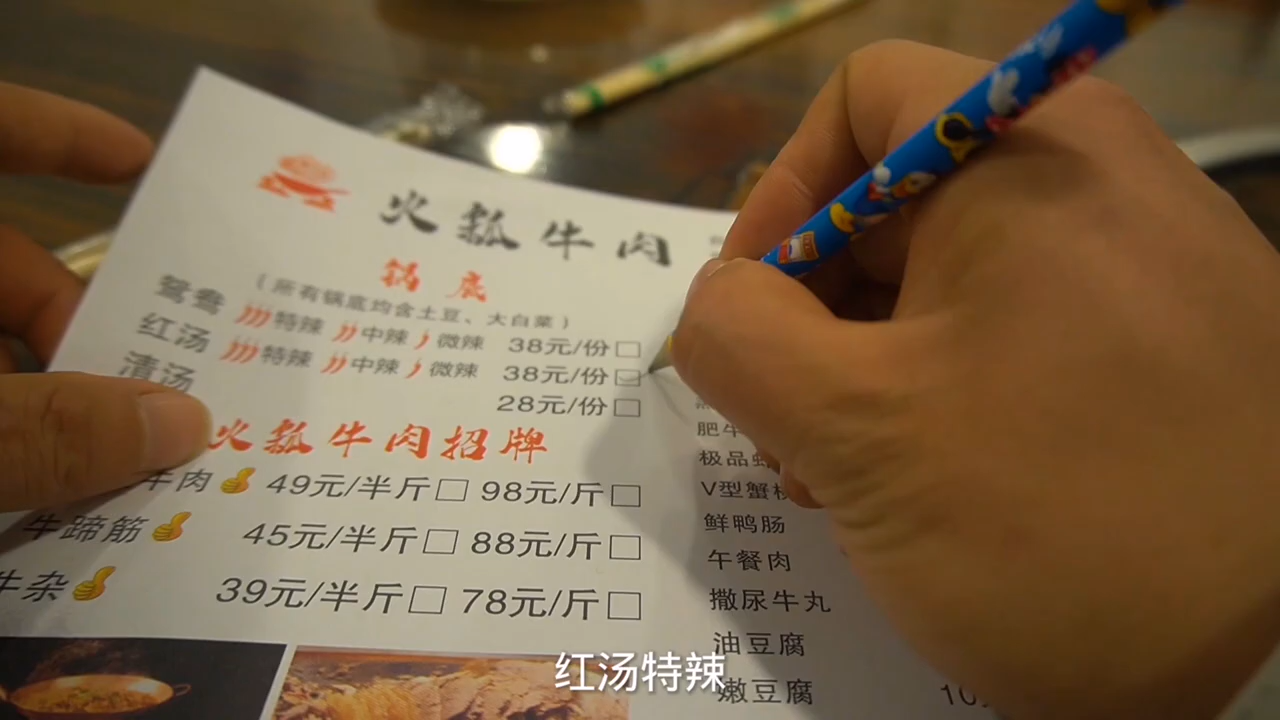 火瓢牛肉
锅底
(所有锅底均含土豆、大白菜)
鸳鸯 特辣 中辣 微辣 38元/份□
红汤 特辣 中辣 微辣 38元/份□
清汤 28元/份□
火瓢牛肉招牌
牛肉 49元/半斤□ 98元/斤□
牛蹄筋 45元/半斤□ 88元/斤□
牛杂 39元/半斤□ 78元/斤□
肥牛
极品
V型蟹
鲜鸭肠
午餐肉
撒尿牛丸
油豆腐
嫩豆腐 10
红汤特辣